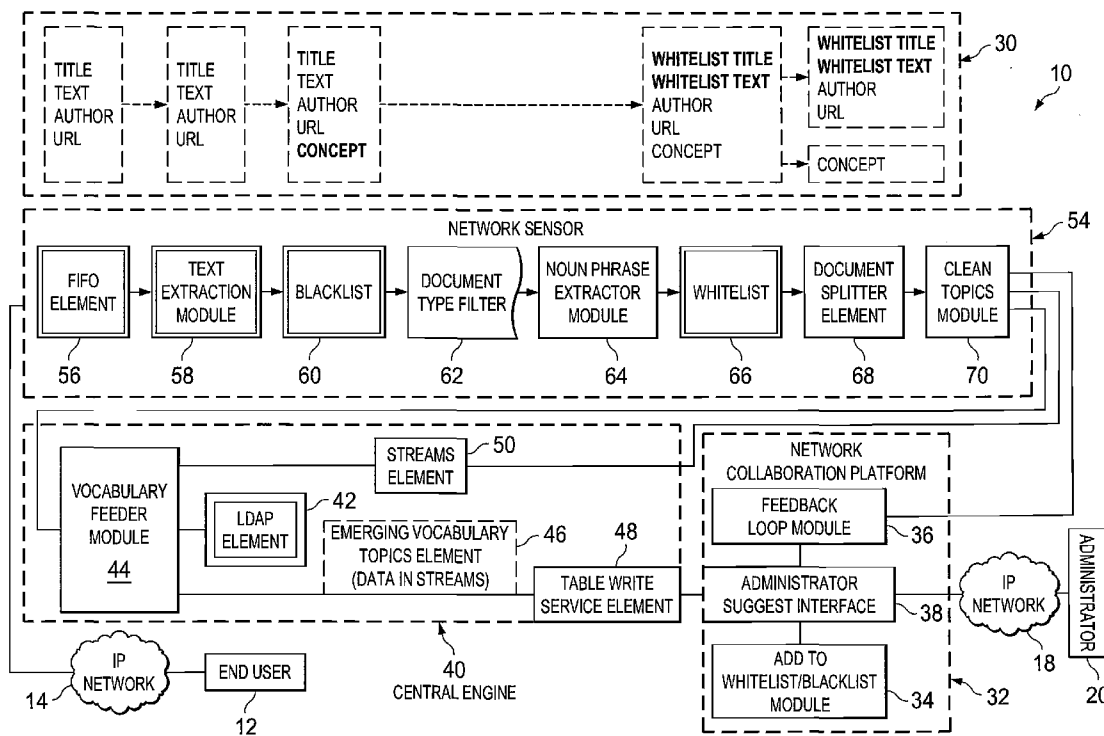 TITLE
TEXT
AUTHOR
URL
TITLE
TEXT
AUTHOR
URL
TITLE
TEXT
AUTHOR
URL
CONCEPT
WHITELIST TITLE
WHITELIST TEXT
AUTHOR
URL
CONCEPT
WHITELIST TITLE
WHITELIST TEXT
AUTHOR
URL
CONCEPT
30
10
NETWORK SENSOR
54
FIFO
ELEMENT
56
TEXT
EXTRACTION
MODULE
58
BLACKLIST
60
DOCUMENT
TYPE FILTER
62
NOUN PHRASE
EXTRACTOR
MODULE
64
WHITELIST
66
DOCUMENT
SPLITTER
ELEMENT
68
CLEAN
TOPICS
MODULE
70
VOCABULARY
FEEDER
MODULE
44
STREAMS
ELEMENT
50
LDAP
ELEMENT
42
EMERGING VOCABULARY
TOPICS ELEMENT
(DATA IN STREAMS)
46
48
TABLE WRITE
SERVICE ELEMENT
40
CENTRAL ENGINE
NETWORK
COLLABORATION PLATFORM
FEEDBACK
LOOP MODULE
36
ADMINISTRATOR
SUGGEST INTERFACE
38
ADD TO
WHITELIST/BLACKLIST
MODULE
34
32
IP
NETWORK
18
ADMINISTRATOR
20
IP
NETWORK
14
END USER
12